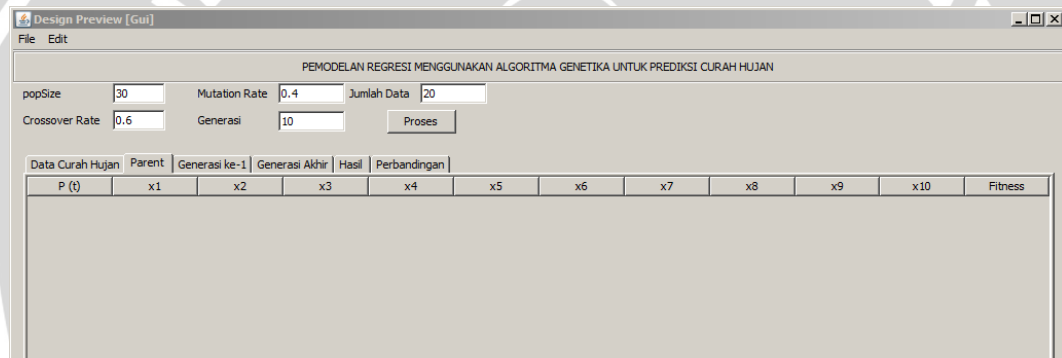 Design Preview [Gui]
File Edit
PEMODELAN REGRESI MENGGUNAKAN ALGORITMA GENETIKA UNTUK PREDIKSI CURAH HUJAN
popSize 30 Mutation Rate 0.4 Jumlah Data 20
Crossover Rate 0.6 Generasi 10 Proses
Data Curah Hujan Parent Generasi ke-1 Generasi Akhir Hasil Perbandingan
P (t) x1 x2 x3 x4 x5 x6 x7 x8 x9 x10 Fitness